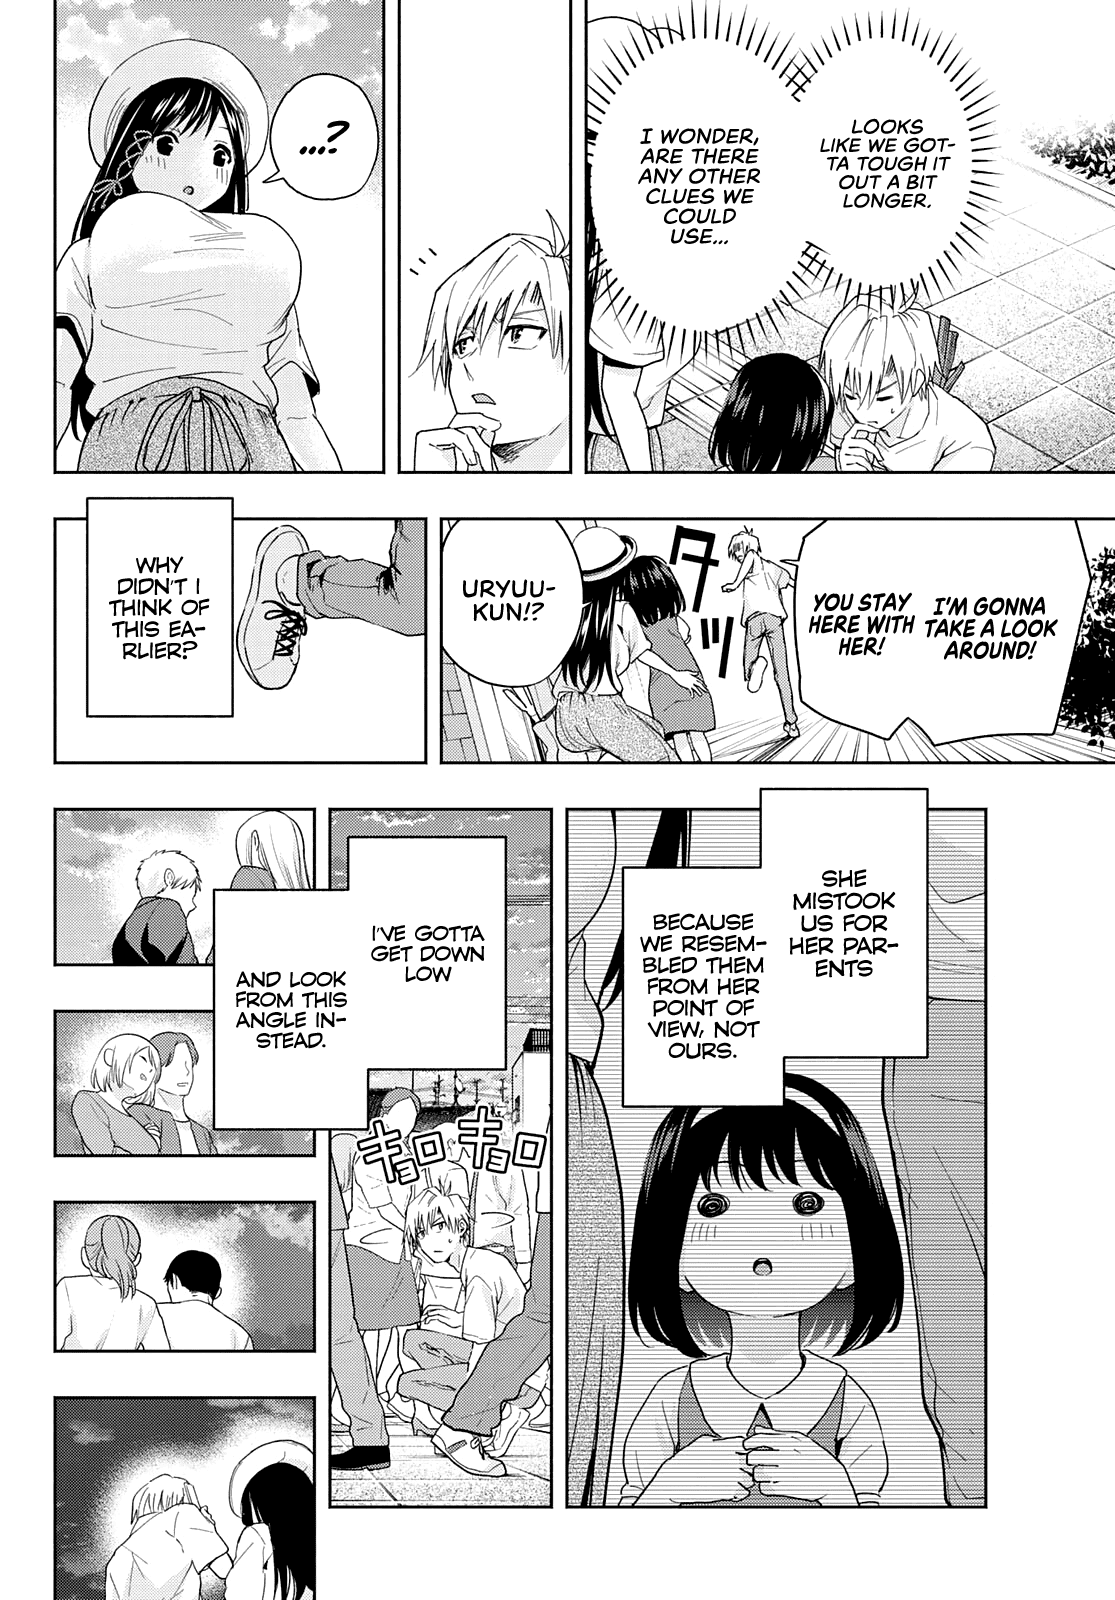 LOOKS
LIKE WE GOT-
TA TOUGH IT
OUT A BIT
LONGER.
I WONDER,
ARE THERE
ANY OTHER
CLUES WE
COULD
USE...
...?
I'M GONNA
TAKE A LOOK
AROUND!
YOU STAY
HERE WITH
HER!
タッ
URYUU-
KUN!?
WHY
DIDN'T I
THINK OF
THIS EA-
RLIER?
SHE
MISTOOK
US FOR
HER PAR-
ENTS
BECAUSE
WE RESEM-
BLED THEM
FROM HER
POINT OF
VIEW, NOT
OURS.
I'VE GOTTA
GET DOWN
LOW
AND LOOK
FROM THIS
ANGLE IN-
STEAD.
キョロ
キョロ